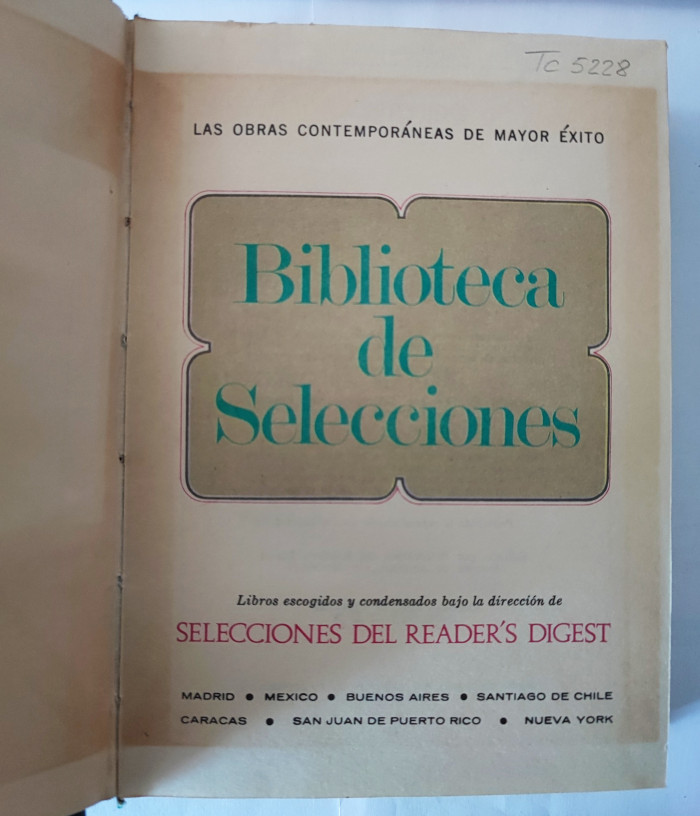 Tc 5228
LAS OBRAS CONTEMPORÁNEAS DE MAYOR ÉXITO
Biblioteca
de
Selecciones
Libros escogidos y condensados bajo la dirección de
SELECCIONES DEL READER'S DIGEST
MADRID ● MEXICO ● BUENOS AIRES ● SANTIAGO DE CHILE
CARACAS ● SAN JUAN DE PUERTO RICO ● NUEVA YORK